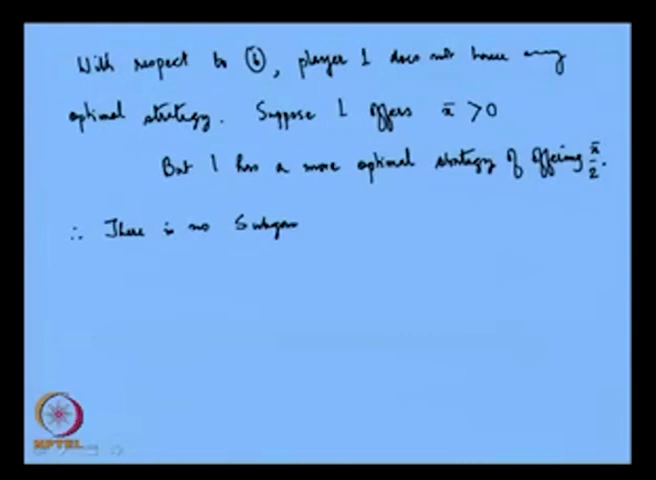 With respect to (b), player 1 does not have any
optimal strategy. Suppose 1 offers x̄ > 0
But 1 has a more optimal strategy of offering x̄/2.
∴ There is no Subgam
NPTEL